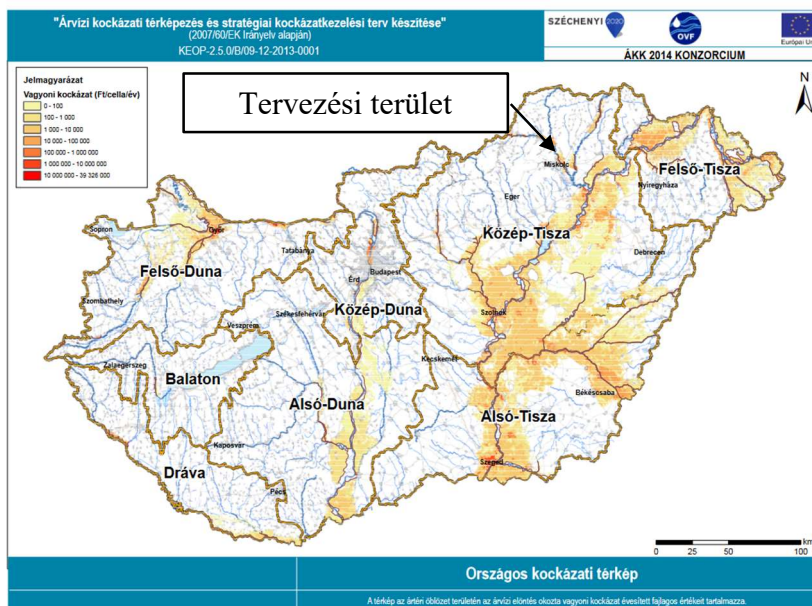 "Árvízi kockázati térképezés és stratégiai kockázatkezelési terv készítése"
(2007/60/EK Irányelv alapján)
KEOP-2.5.0/B/09-12-2013-0001
SZÉCHENYI 2020
OVF
Európai Un
ÁKK 2014 KONZORCIUM
Jelmagyarázat
Vagyoni kockázat (Ft/cella/év)
0 - 100
100 - 1 000
1 000 - 10 000
10 000 - 100 000
100 000 - 1 000 000
1 000 000 - 10 000 000
10 000 000 - 39 326 000
Tervezési terület
N
Miskolc
Felső-Tisza
Nyíregyháza
Eger
Sopron
Győr
Közép-Tisza
Tatabánya
Debrecen
Felső-Duna
Budapest
Érd
Szombathely
Közép-Duna
Szolnok
Székesfehérvár
Veszprém
Kecskemét
Zalaegerszeg
Balaton
Békéscsaba
Alsó-Duna
Alsó-Tisza
Kaposvár
Szeged
Dráva
Pécs
km
0 25 50 100
Országos kockázati térkép
A térkép az ártéri öblözet területén az árvízi elöntés okozta vagyoni kockázat évesített fajlagos értékeit tartalmazza.